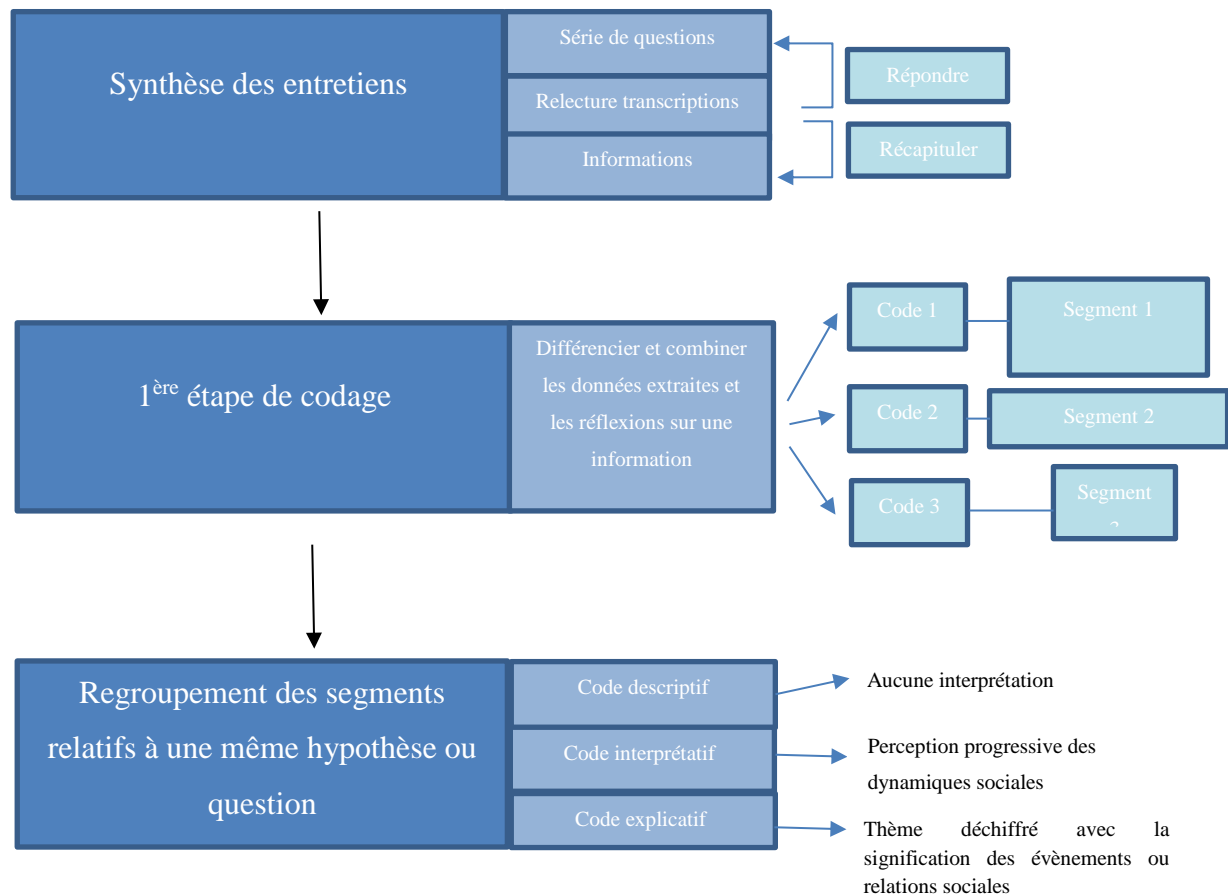 Synthèse des entretiens
Série de questions
Relecture transcriptions
Informations
Répondre
Récapituler
1ère étape de codage
Différencier et combiner
les données extraites et
les réflexions sur une
information
Code 1
Segment 1
Code 2
Segment 2
Code 3
Segment
Regroupement des segments
relatifs à une même hypothèse ou
question
Code descriptif
Aucune interprétation
Code interprétatif
Perception progressive des
dynamiques sociales
Code explicatif
Thème déchiffré avec la
signification des évènements ou
relations sociales